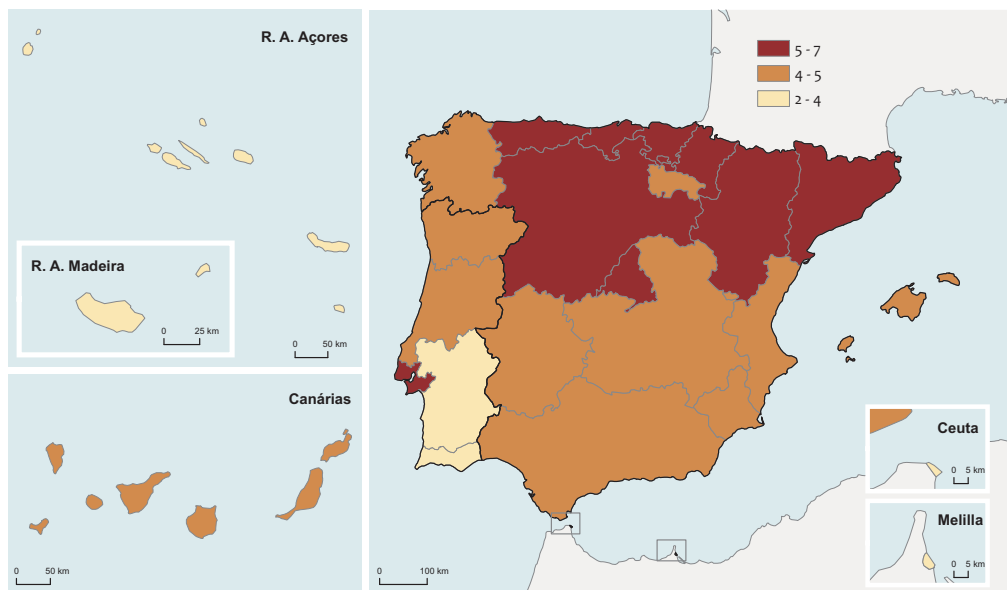 R. A. Açores
R. A. Madeira
0 25 km
0 50 km
Canárias
0 50 km
5 - 7
4 - 5
2 - 4
0 100 km
Ceuta
0 5 km
Melilla
0 5 km